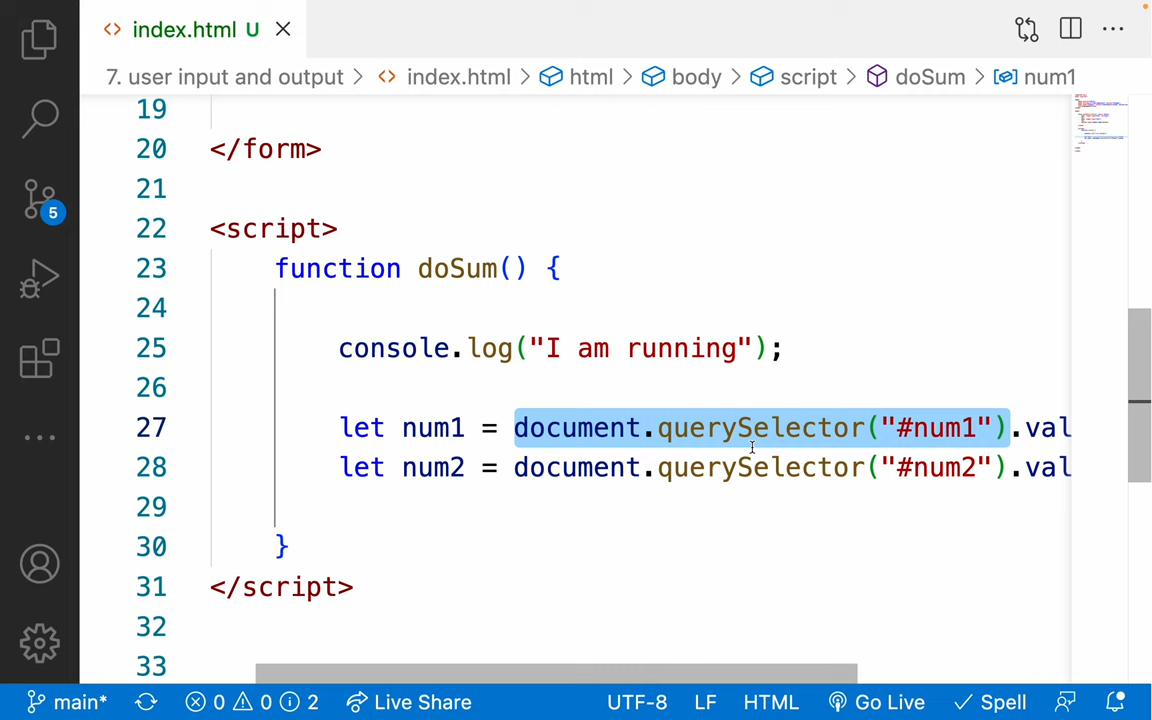 index.html U
7. user input and output > index.html > html > body > script > doSum > num1
19
20 </form>
21
22 <script>
23 function doSum() {
24
25 console.log("I am running");
26
27 let num1 = document.querySelector("#num1").val
28 let num2 = document.querySelector("#num2").val
29
30 }
31 </script>
32
33
5
main* 0 0 2 Live Share UTF-8 LF HTML Go Live Spell